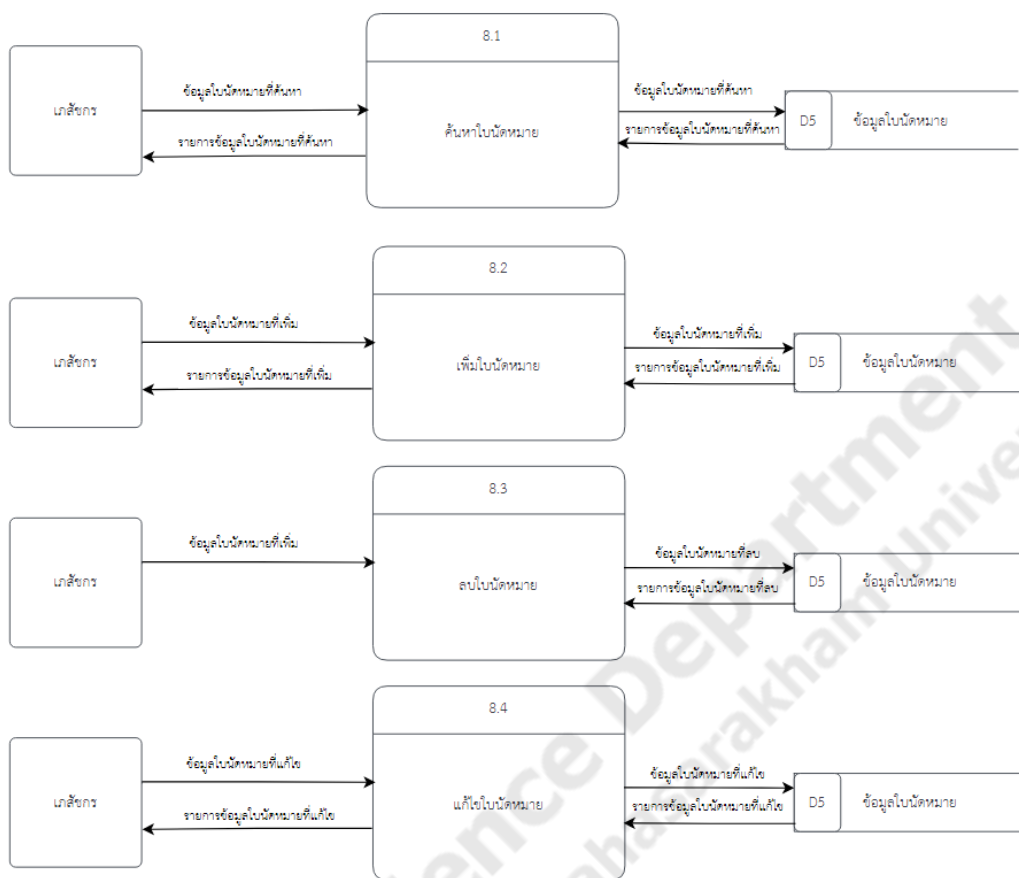 8.1
เภสัชกร
ข้อมูลใบนัดหมายที่ค้นหา
รายการข้อมูลใบนัดหมายที่ค้นหา
ค้นหาใบนัดหมาย
ข้อมูลใบนัดหมายที่ค้นหา
รายการข้อมูลใบนัดหมายที่ค้นหา
D5 ข้อมูลใบนัดหมาย
8.2
เภสัชกร
ข้อมูลใบนัดหมายที่เพิ่ม
รายการข้อมูลใบนัดหมายที่เพิ่ม
เพิ่มใบนัดหมาย
ข้อมูลใบนัดหมายที่เพิ่ม
รายการข้อมูลใบนัดหมายที่เพิ่ม
D5 ข้อมูลใบนัดหมาย
8.3
เภสัชกร
ข้อมูลใบนัดหมายที่เพิ่ม
ลบใบนัดหมาย
ข้อมูลใบนัดหมายที่ลบ
รายการข้อมูลใบนัดหมายที่ลบ
D5 ข้อมูลใบนัดหมาย
8.4
เภสัชกร
ข้อมูลใบนัดหมายที่แก้ไข
รายการข้อมูลใบนัดหมายที่แก้ไข
แก้ไขใบนัดหมาย
ข้อมูลใบนัดหมายที่แก้ไข
รายการข้อมูลใบนัดหมายที่แก้ไข
D5 ข้อมูลใบนัดหมาย
ience Department
ahasarakham Univer